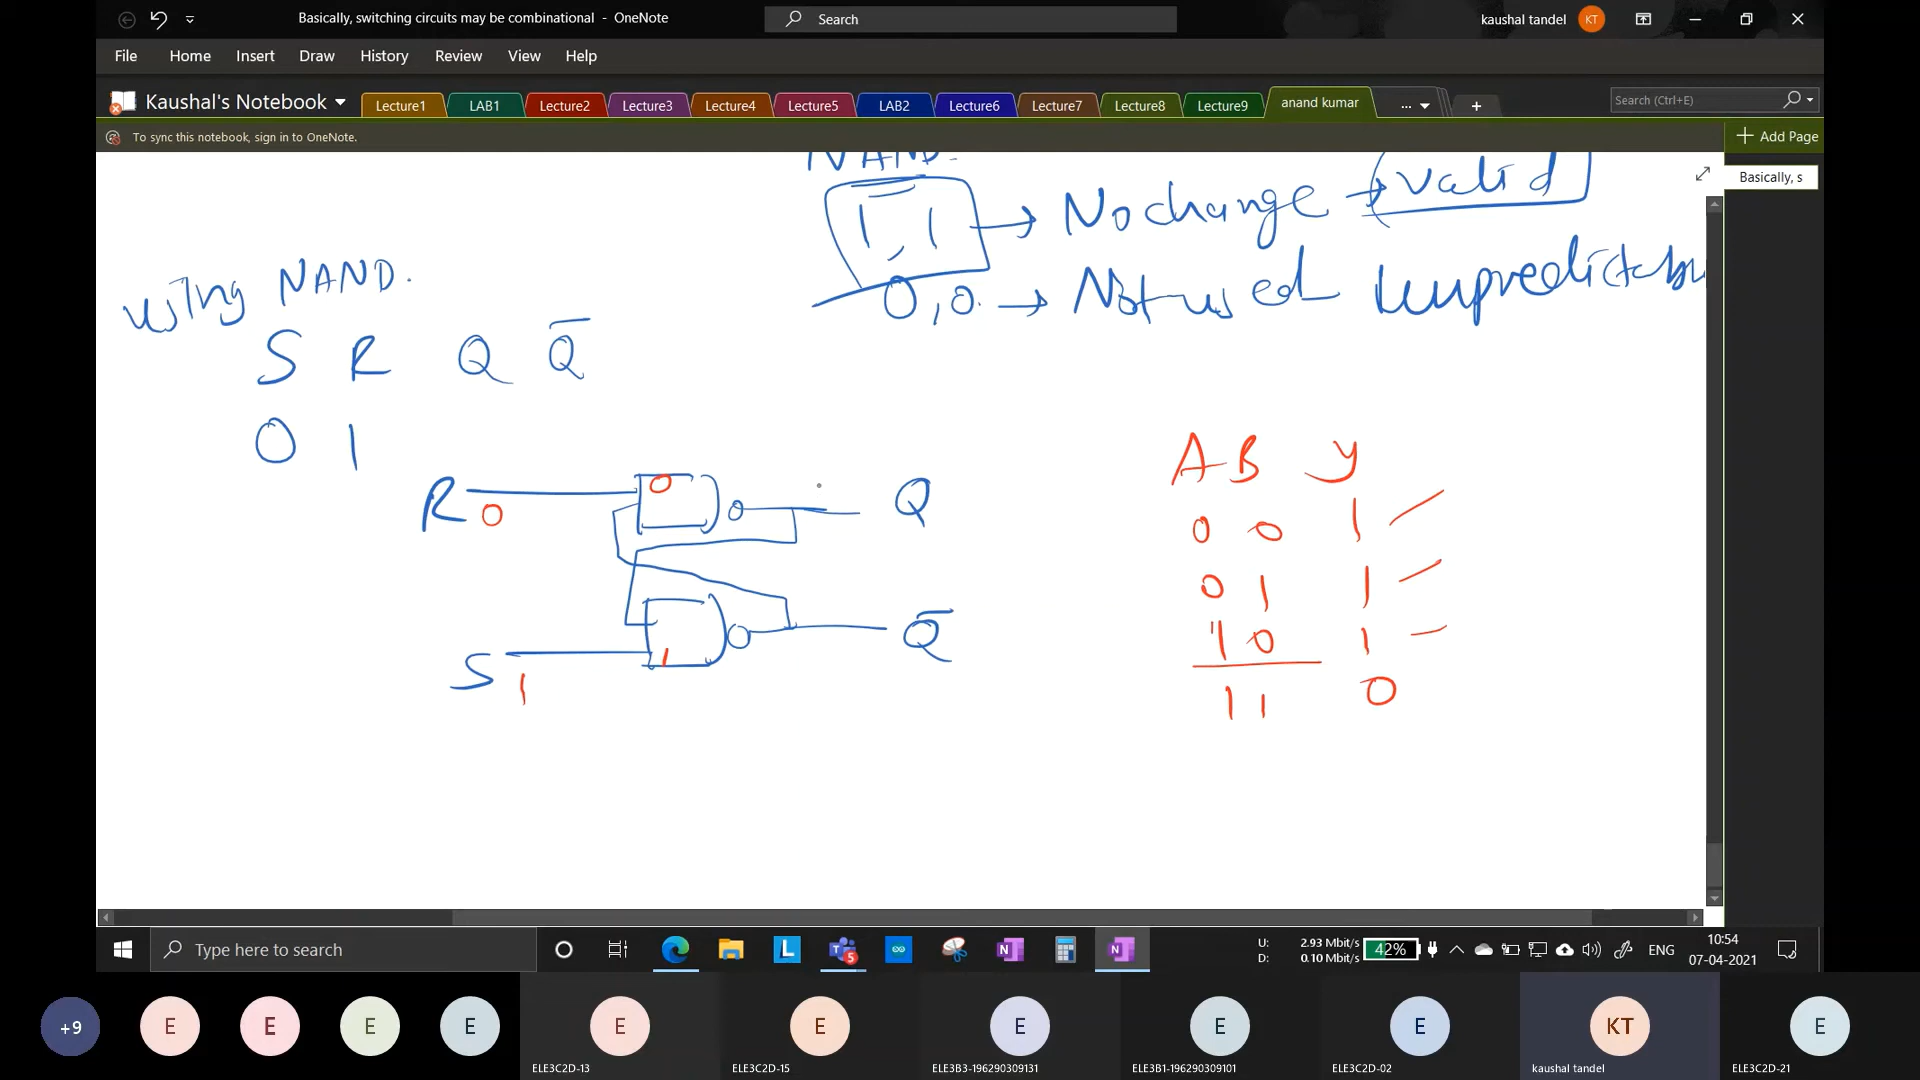 Basically, switching circuits may be combinational - OneNote
Search
kaushal tandel
KT
File Home Insert Draw History Review View Help
Kaushal's Notebook
Lecture1 LAB1 Lecture2 Lecture3 Lecture4 Lecture5 LAB2 Lecture6 Lecture7 Lecture8 Lecture9 anand kumar ... +
Search (Ctrl+E)
To sync this notebook, sign in to OneNote.
+ Add Page
Basically, s
NAND.
1, 1 → No change → (valid)
0, 0. → Not used
using NAND.
S R Q Q̅
0 1
R 0 0 Q
S 1 1 Q̅
A B y
0 0 1
0 1 1
1 0 1
1 1 0
Type here to search
L
5
U: 2.93 Mbit/s
D: 0.10 Mbit/s
42%
ENG
10:54
07-04-2021
+9 E E E E E E E E E KT E
ELE3C2D-13 ELE3C2D-15 ELE3B3-196290309131 ELE3B1-196290309101 ELE3C2D-02 kaushal tandel ELE3C2D-21